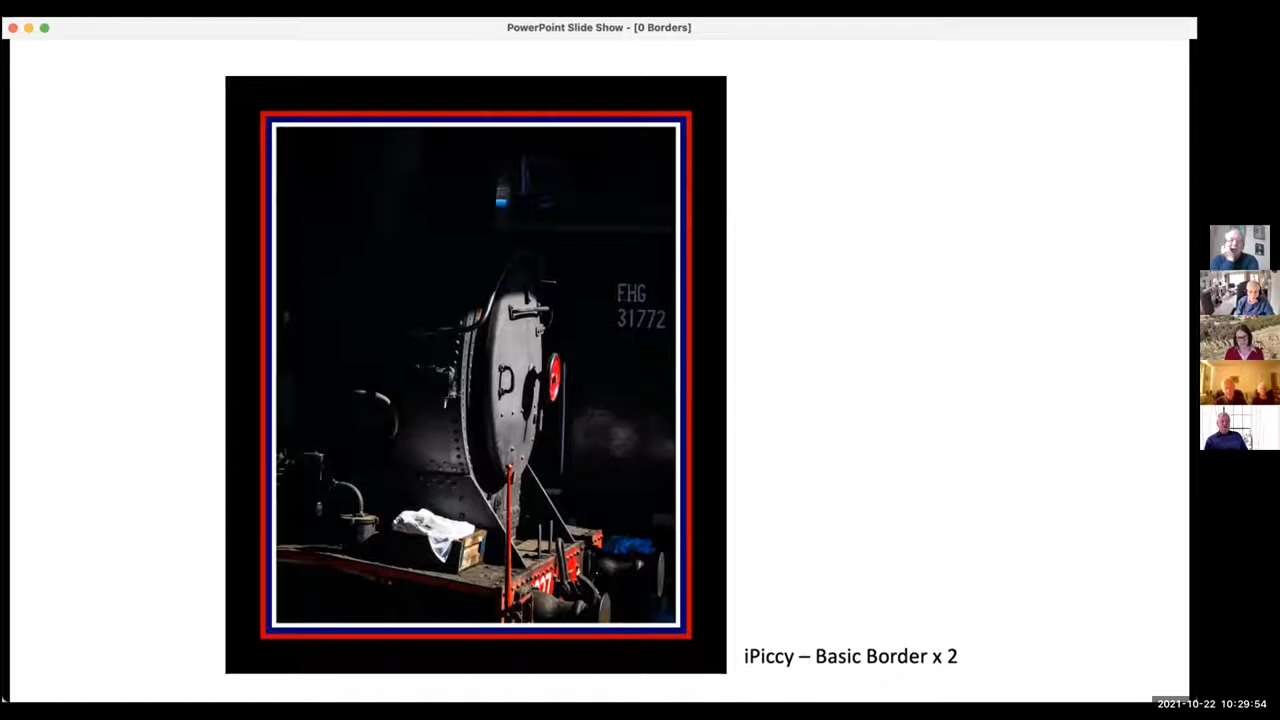 PowerPoint Slide Show - [0 Borders]
FHG
31772
iPiccy – Basic Border x 2
2021-10-22 10:29:54